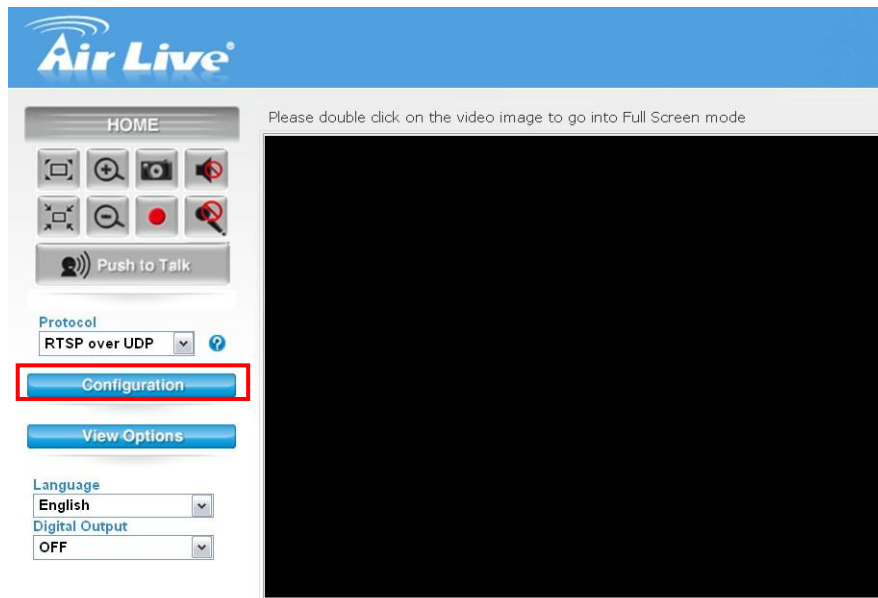 Air Live®
HOME
Please double click on the video image to go into Full Screen mode
Push to Talk
Protocol
RTSP over UDP
?
Configuration
View Options
Language
English
Digital Output
OFF